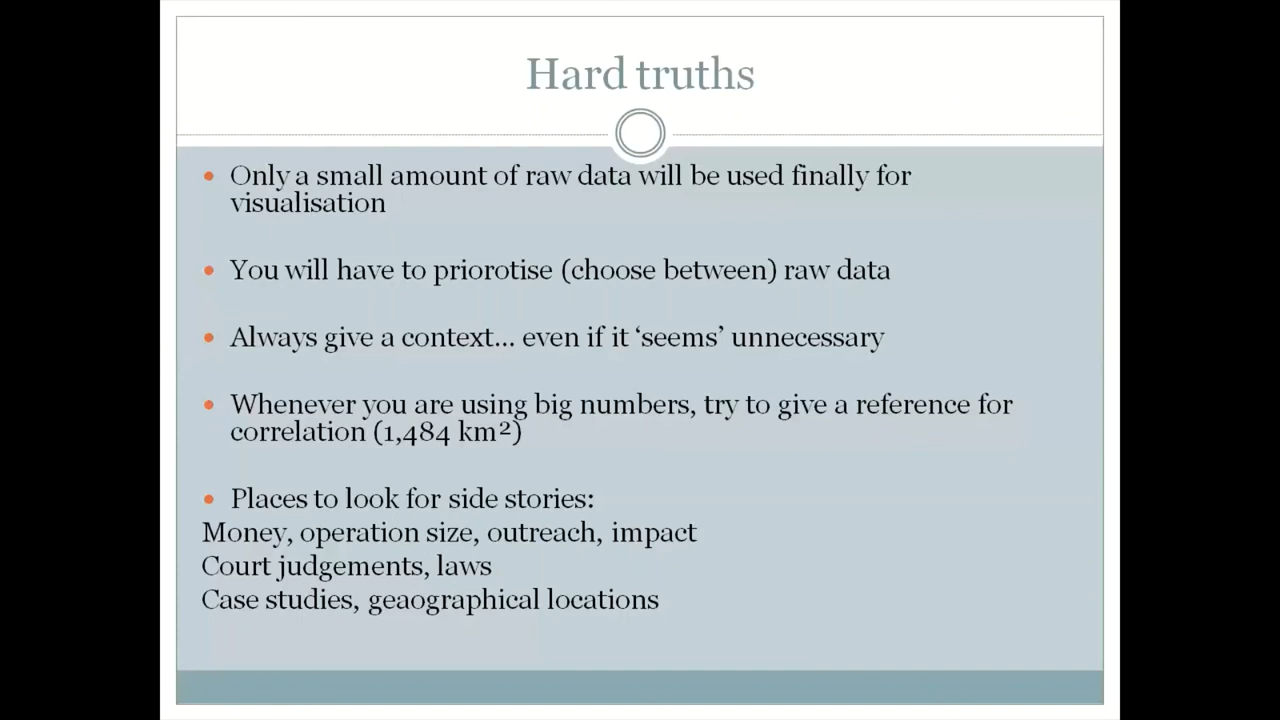 Hard truths
Only a small amount of raw data will be used finally for
visualisation
You will have to priorotise (choose between) raw data
Always give a context... even if it ‘seems’ unnecessary
Whenever you are using big numbers, try to give a reference for
correlation (1,484 km²)
Places to look for side stories:
Money, operation size, outreach, impact
Court judgements, laws
Case studies, geaographical locations